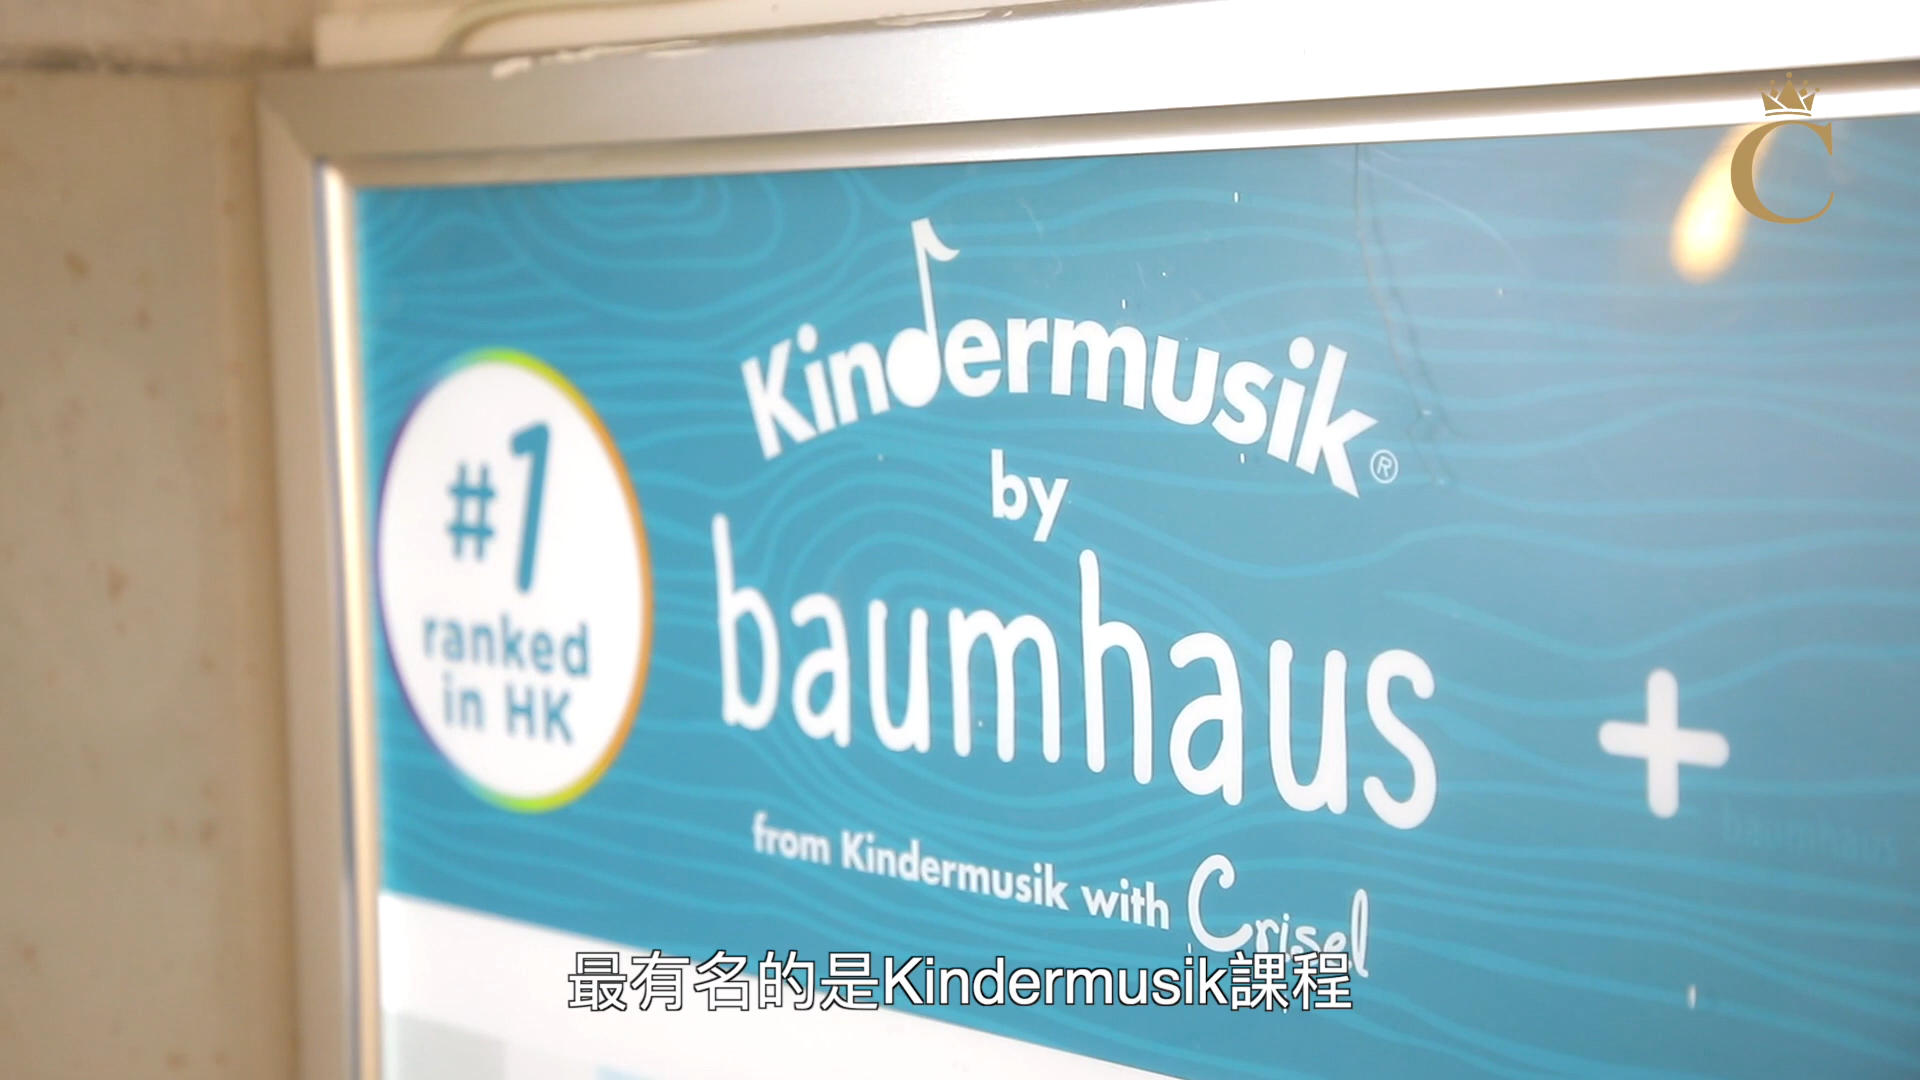 C
Kindermusik®
by
baumhaus
+
#1
ranked
in HK
from Kindermusik with Crisel
最有名的是Kindermusik課程